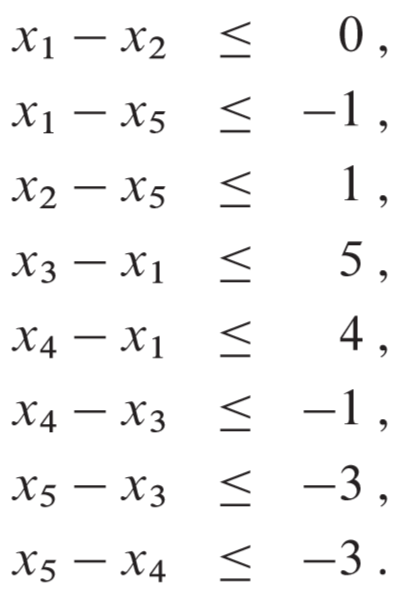 x₁ − x₂ ≤ 0 ,
x₁ − x₅ ≤ −1 ,
x₂ − x₅ ≤ 1 ,
x₃ − x₁ ≤ 5 ,
x₄ − x₁ ≤ 4 ,
x₄ − x₃ ≤ −1 ,
x₅ − x₃ ≤ −3 ,
x₅ − x₄ ≤ −3 .